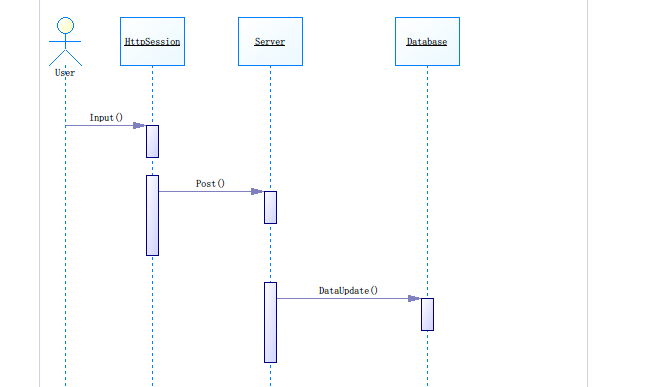 HttpSession
Server
Database
User
Input()
Post()
DataUpdate()